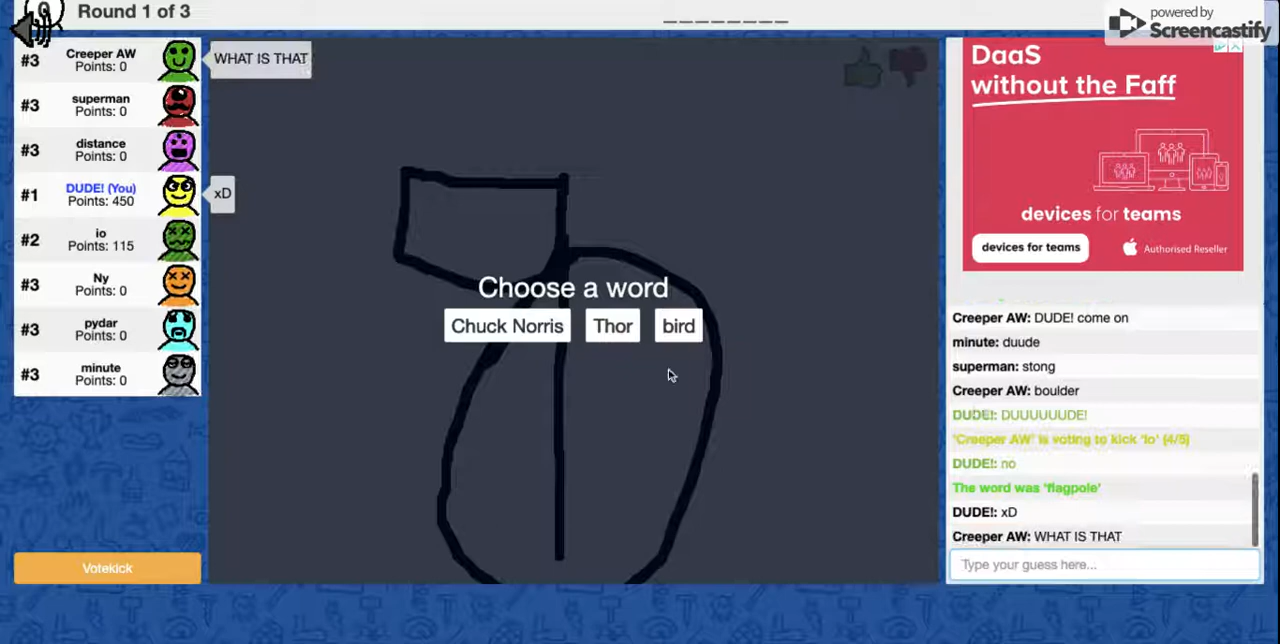 Round 1 of 3
powered by
Screencastify
#3 Creeper AW
Points: 0
WHAT IS THAT
#3 superman
Points: 0
#3 distance
Points: 0
#1 DUDE! (You)
Points: 450
xD
#2 io
Points: 115
#3 Ny
Points: 0
#3 pydar
Points: 0
#3 minute
Points: 0
Votekick
Choose a word
Chuck Norris
Thor
bird
DaaS
without the Faff
devices for teams
devices for teams
Authorised Reseller
Creeper AW: DUDE! come on
minute: duude
superman: stong
Creeper AW: boulder
DUDE!: DUUUUUUDE!
'Creeper AW' is voting to kick 'io' (4/5)
DUDE!: no
The word was 'flagpole'
DUDE!: xD
Creeper AW: WHAT IS THAT
Type your guess here...